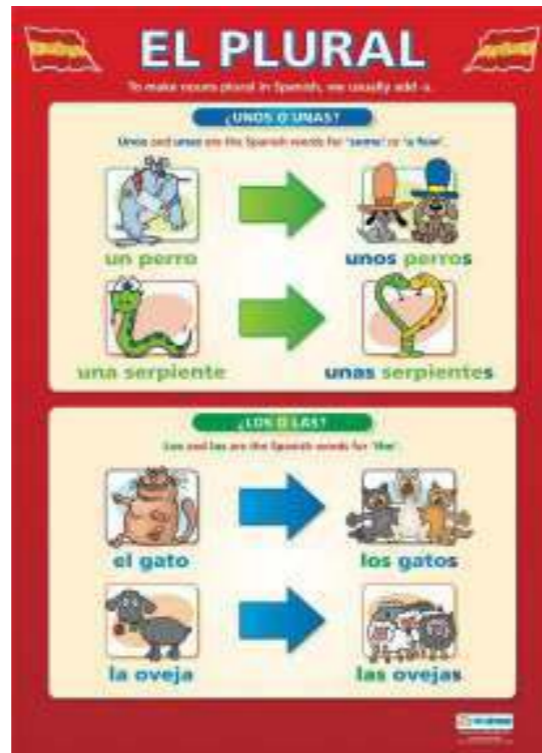 EL PLURAL
To make nouns plural in Spanish, we usually add -s.
¿UNOS O UNAS?
Unos and unas are the Spanish words for 'some' or 'a few'.
un perro
unos perros
una serpiente
unas serpientes
¿LOS O LAS?
Los and las are the Spanish words for 'the'.
el gato
los gatos
la oveja
las ovejas